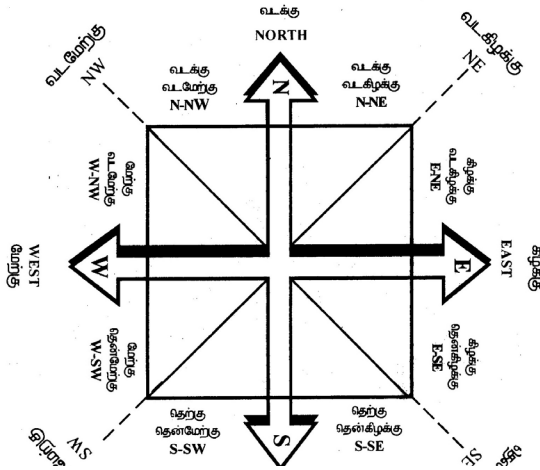 வடக்கு
NORTH
வடமேற்கு
NW
வடக்கு
வடமேற்கு
N-NW
N
வடக்கு
வடகிழக்கு
N-NE
வடகிழக்கு
NE
மேற்கு
வடமேற்கு
W-NW
கிழக்கு
வடகிழக்கு
E-NE
மேற்கு
WEST
W
E
EAST
கிழக்கு
மேற்கு
தென்மேற்கு
W-SW
கிழக்கு
தென்கிழக்கு
E-SE
தெற்கு
தென்மேற்கு
S-SW
S
தெற்கு
தென்கிழக்கு
S-SE
SW
SE